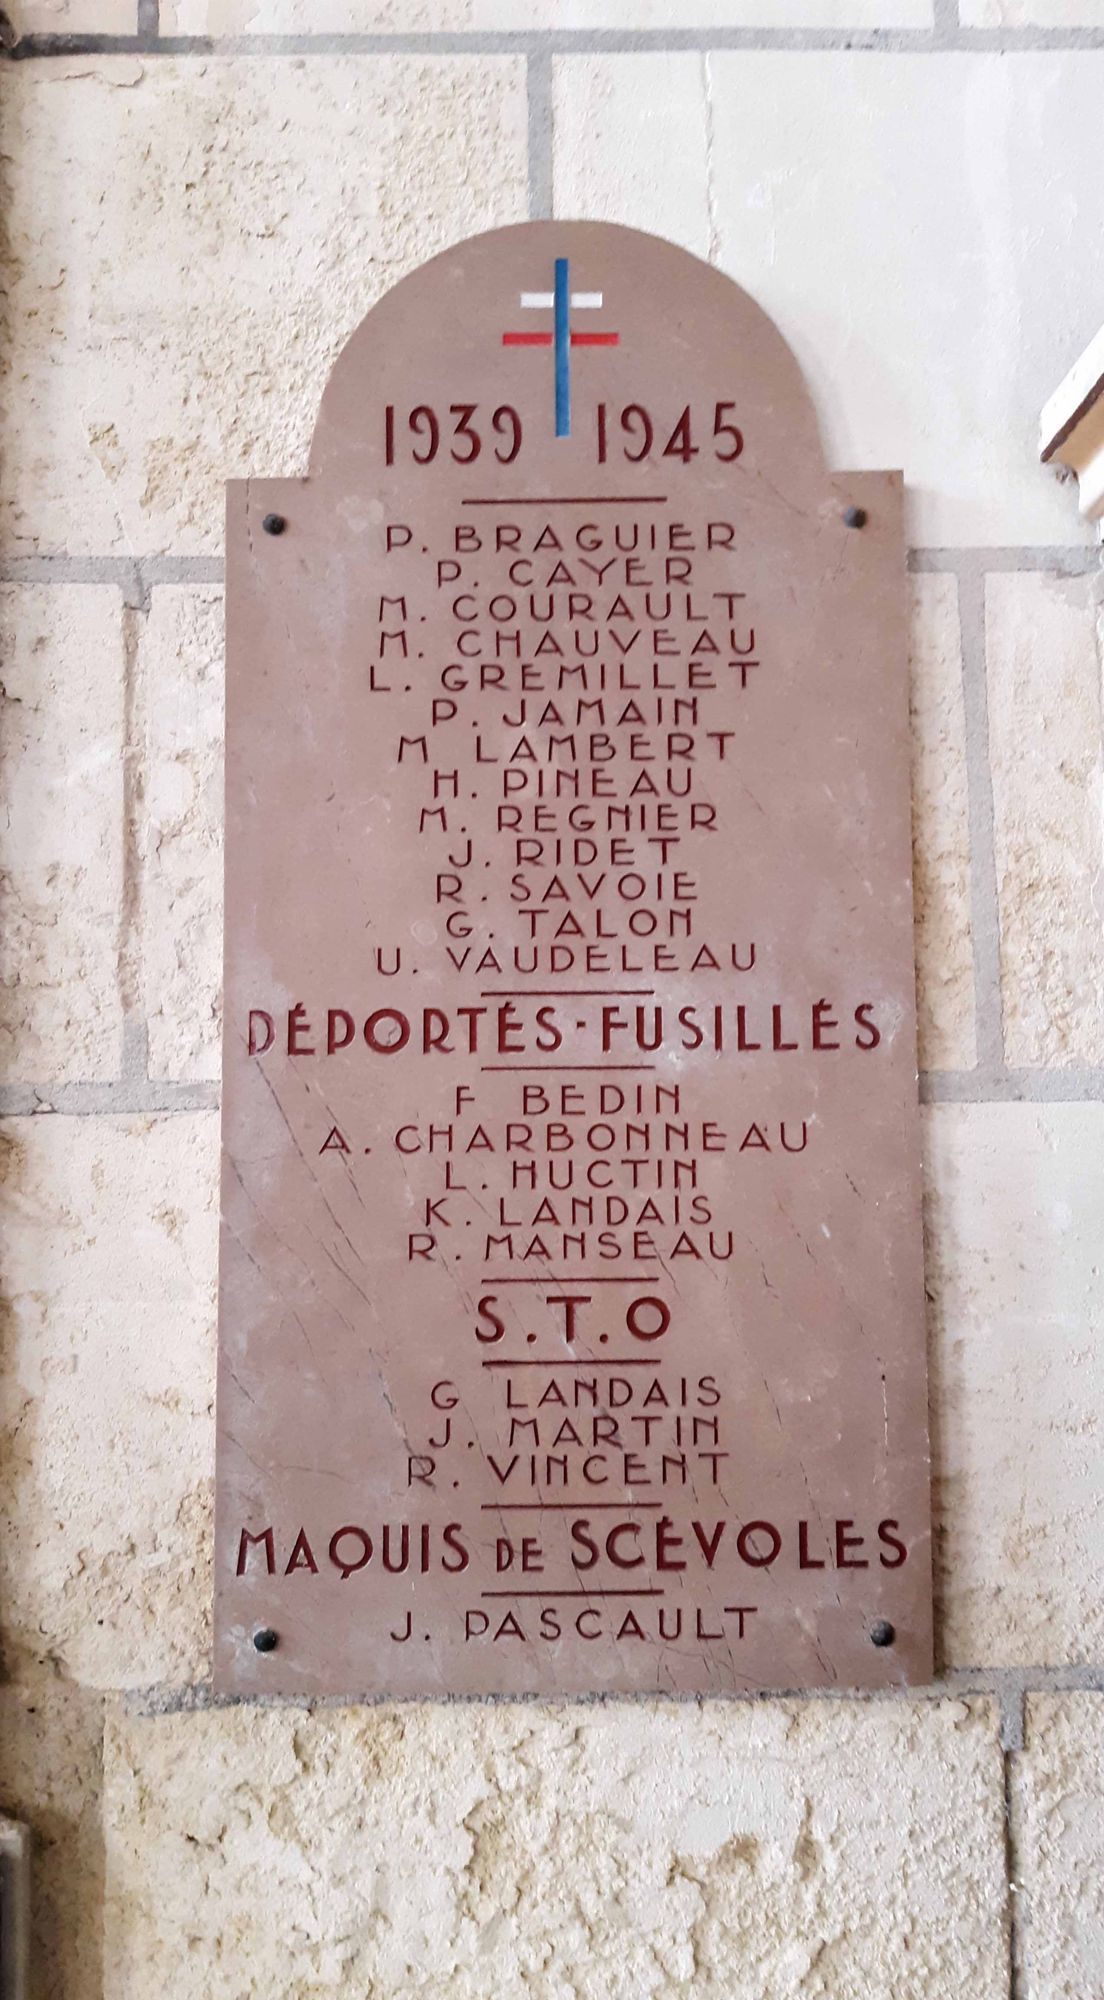 1939 1945
P. BRAGUIER
P. CAYER
M. COURAULT
M. CHAUVEAU
L. GREMILLET
P. JAMAIN
M LAMBERT
H. PINEAU
M. REGNIER
J. RIDET
R. SAVOIE
G. TALON
U. VAUDELEAU
DÉPORTÉS·FUSILLÉS
F BEDIN
A. CHARBONNEAU
L. HUCTIN
K. LANDAIS
R. MANSEAU
S.T.O
G LANDAIS
J. MARTIN
R. VINCENT
MAQUIS DE SCÉVOLES
J. PASCAULT